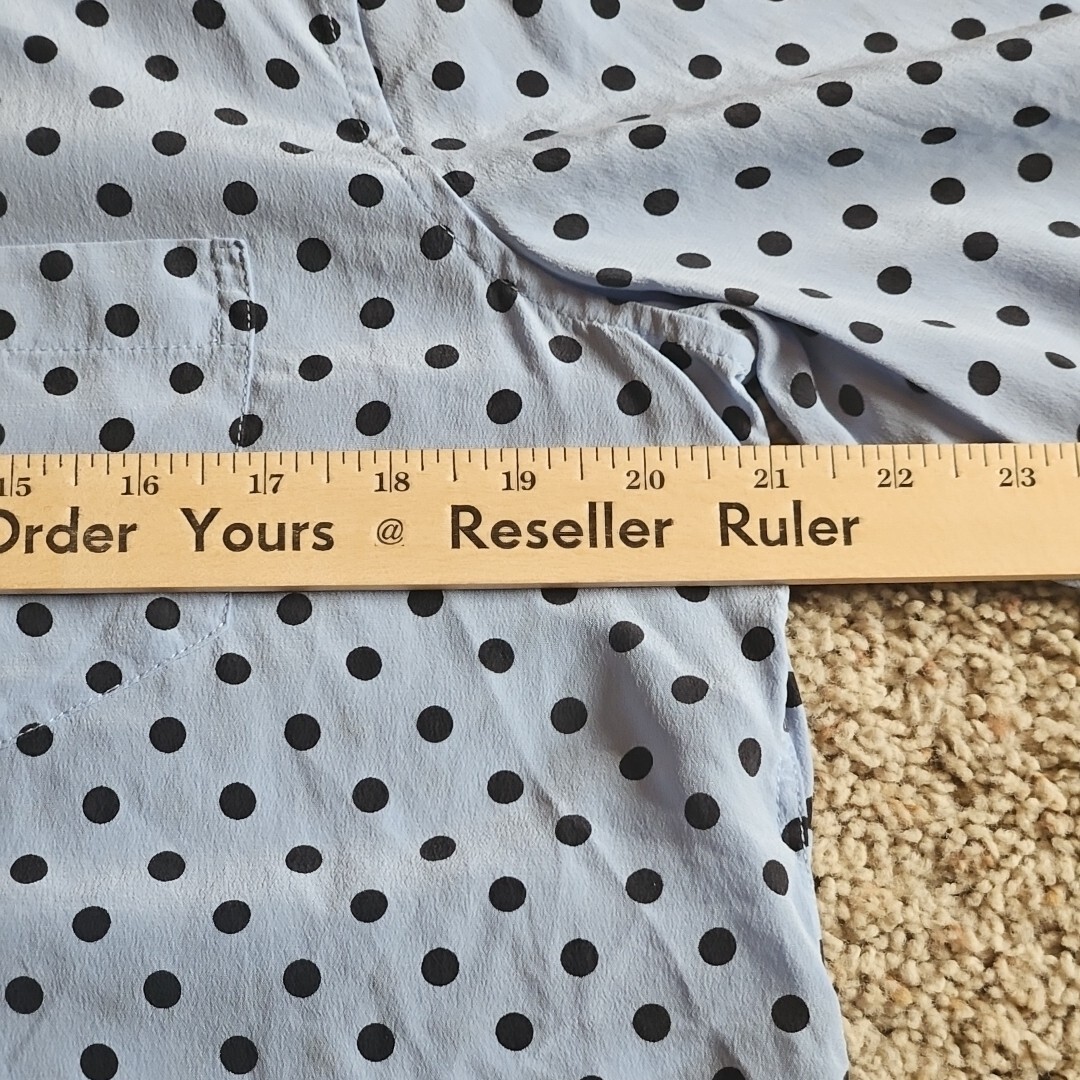 15 16 17 18 19 20 21 22 23
Order Yours @ Reseller Ruler